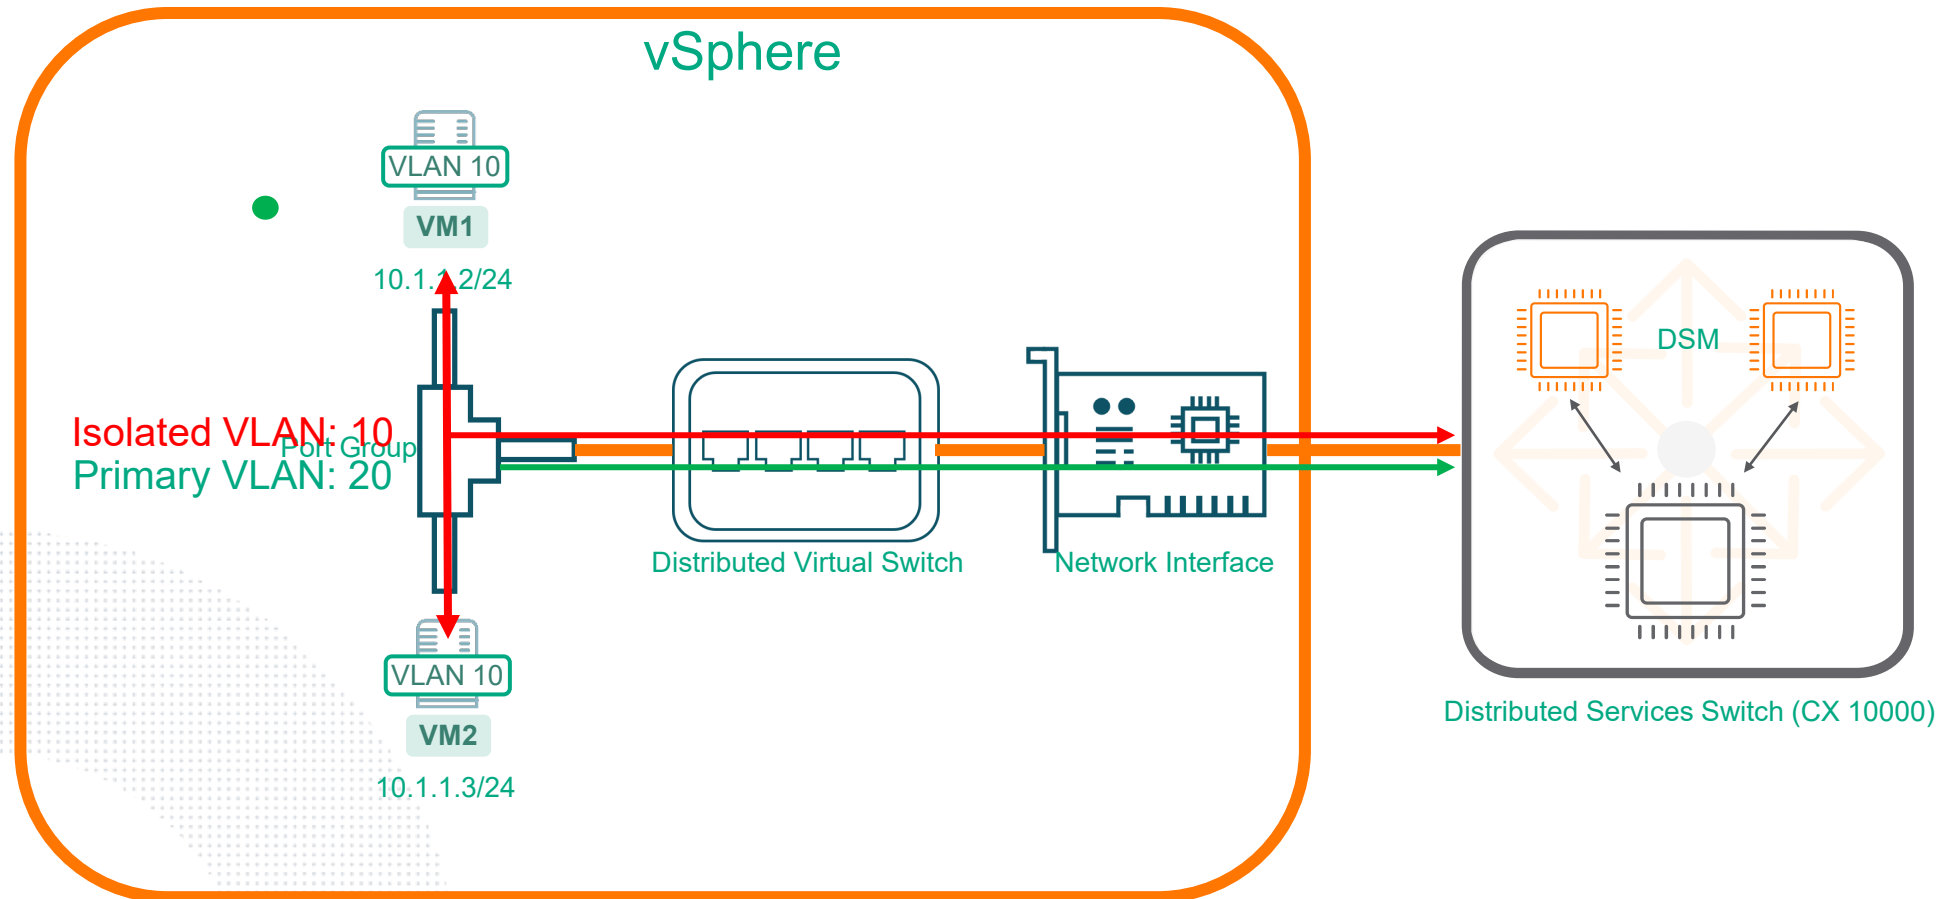 vSphere
VLAN 10
VM1
10.1.1.2/24
DSM
Isolated VLAN: 10
Port Group
Primary VLAN: 20
Distributed Virtual Switch
Network Interface
VLAN 10
VM2
10.1.1.3/24
Distributed Services Switch (CX 10000)